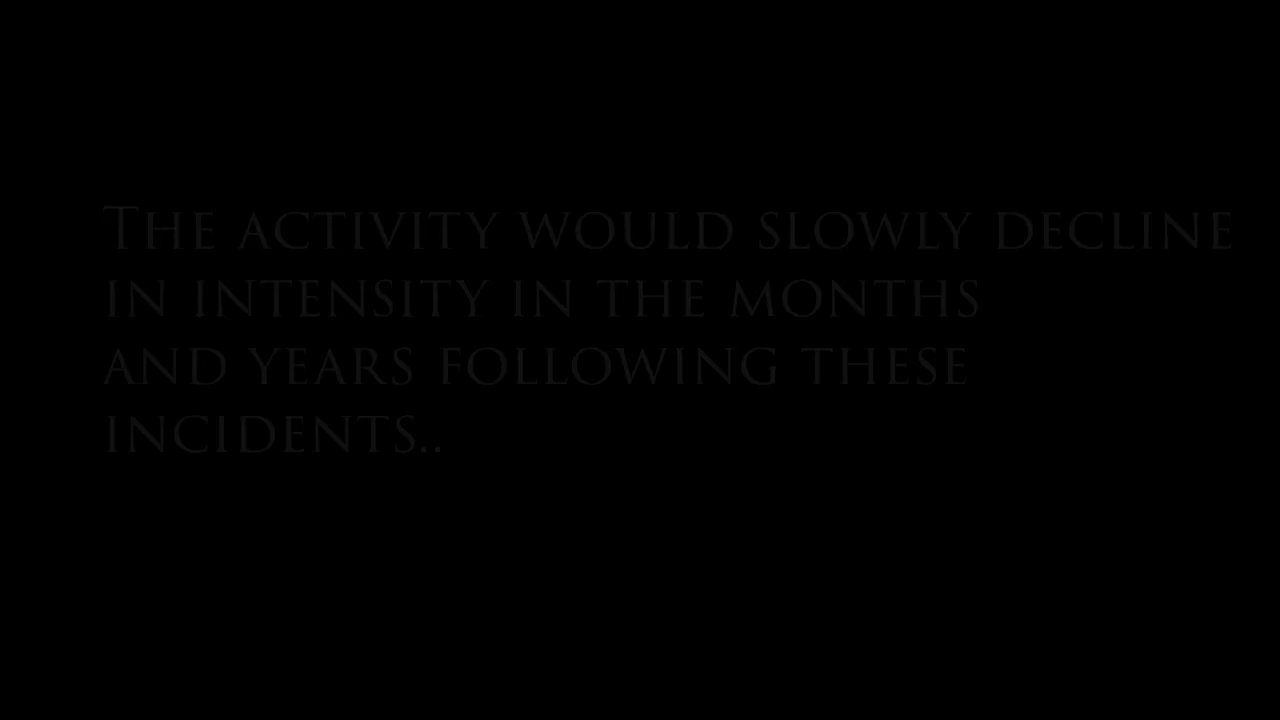 The activity would slowly decline
in intensity in the months
and years following these
incidents..